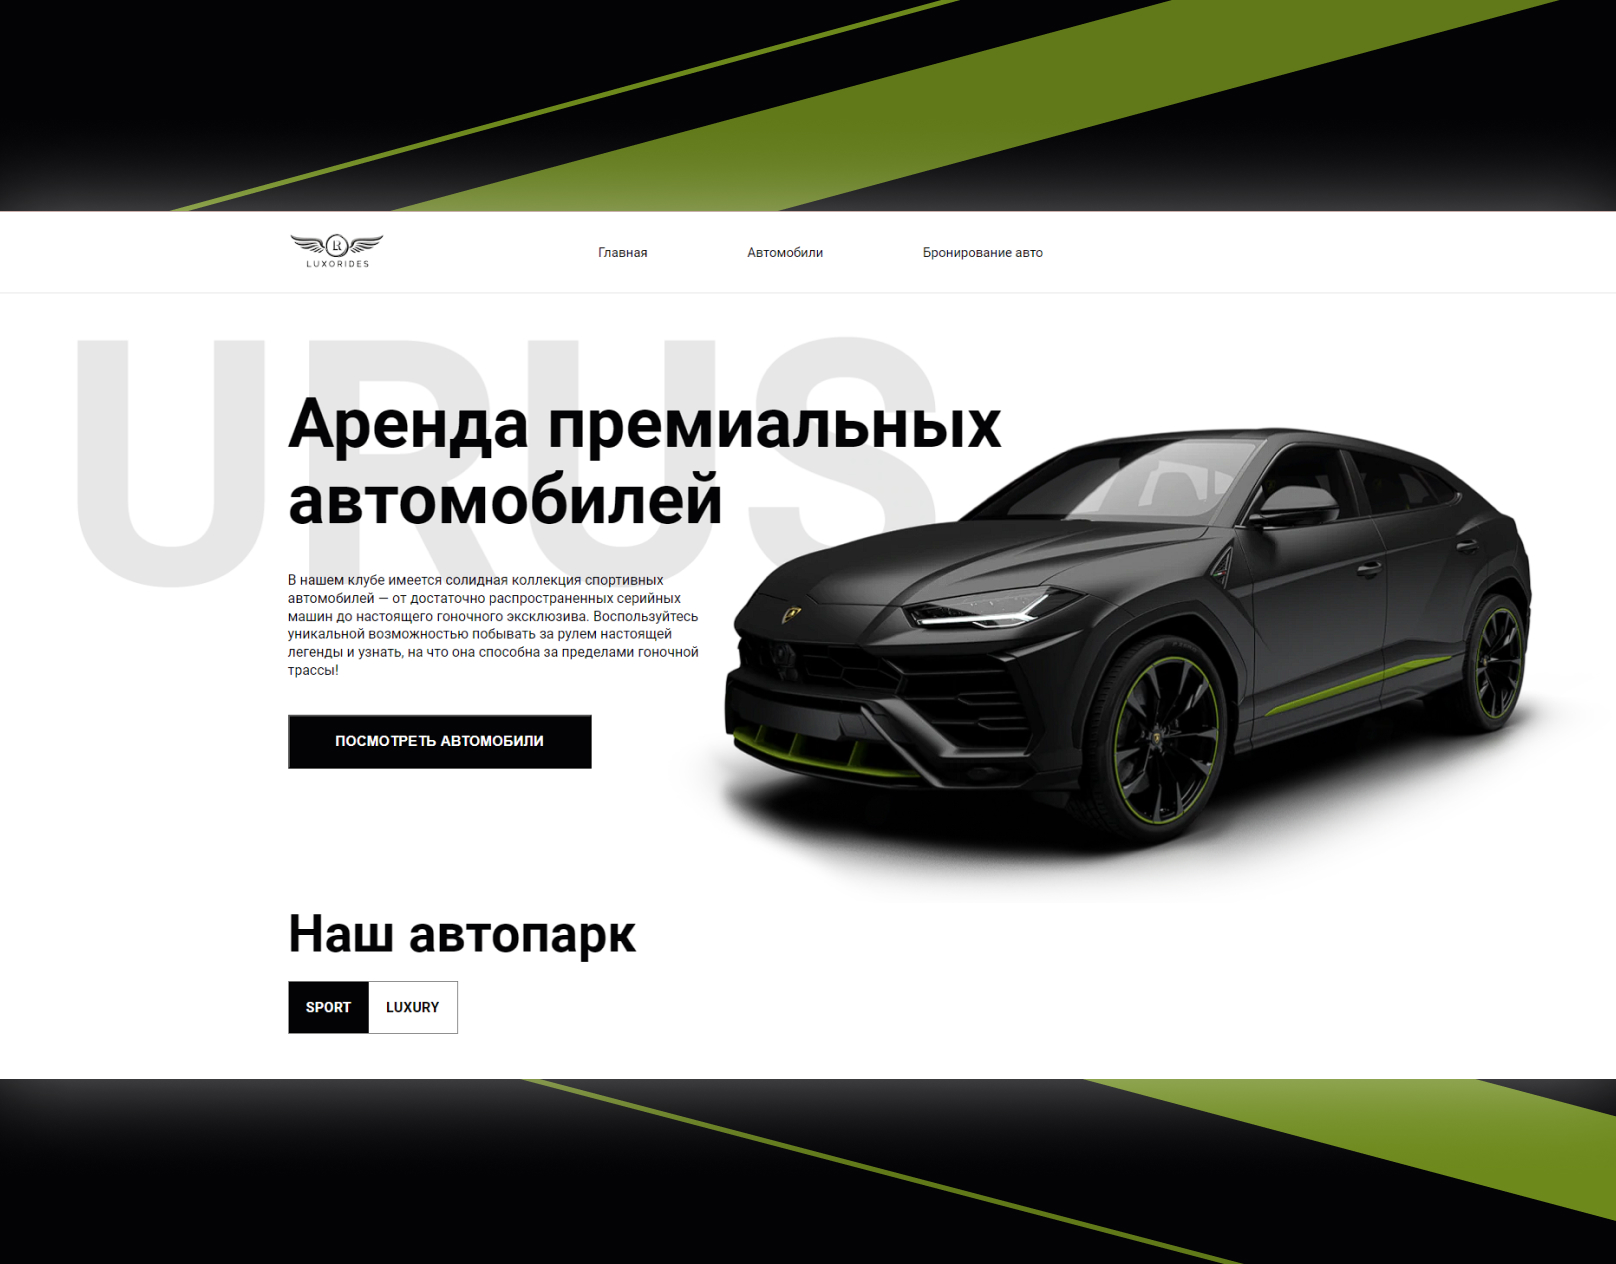 LR
LUXORIDES
Главная
Автомобили
Бронирование авто
URUS
Аренда премиальных
автомобилей
В нашем клубе имеется солидная коллекция спортивных
автомобилей — от достаточно распространенных серийных
машин до настоящего гоночного эксклюзива. Воспользуйтесь
уникальной возможностью побывать за рулем настоящей
легенды и узнать, на что она способна за пределами гоночной
трассы!
ПОСМОТРЕТЬ АВТОМОБИЛИ
Наш автопарк
SPORT
LUXURY